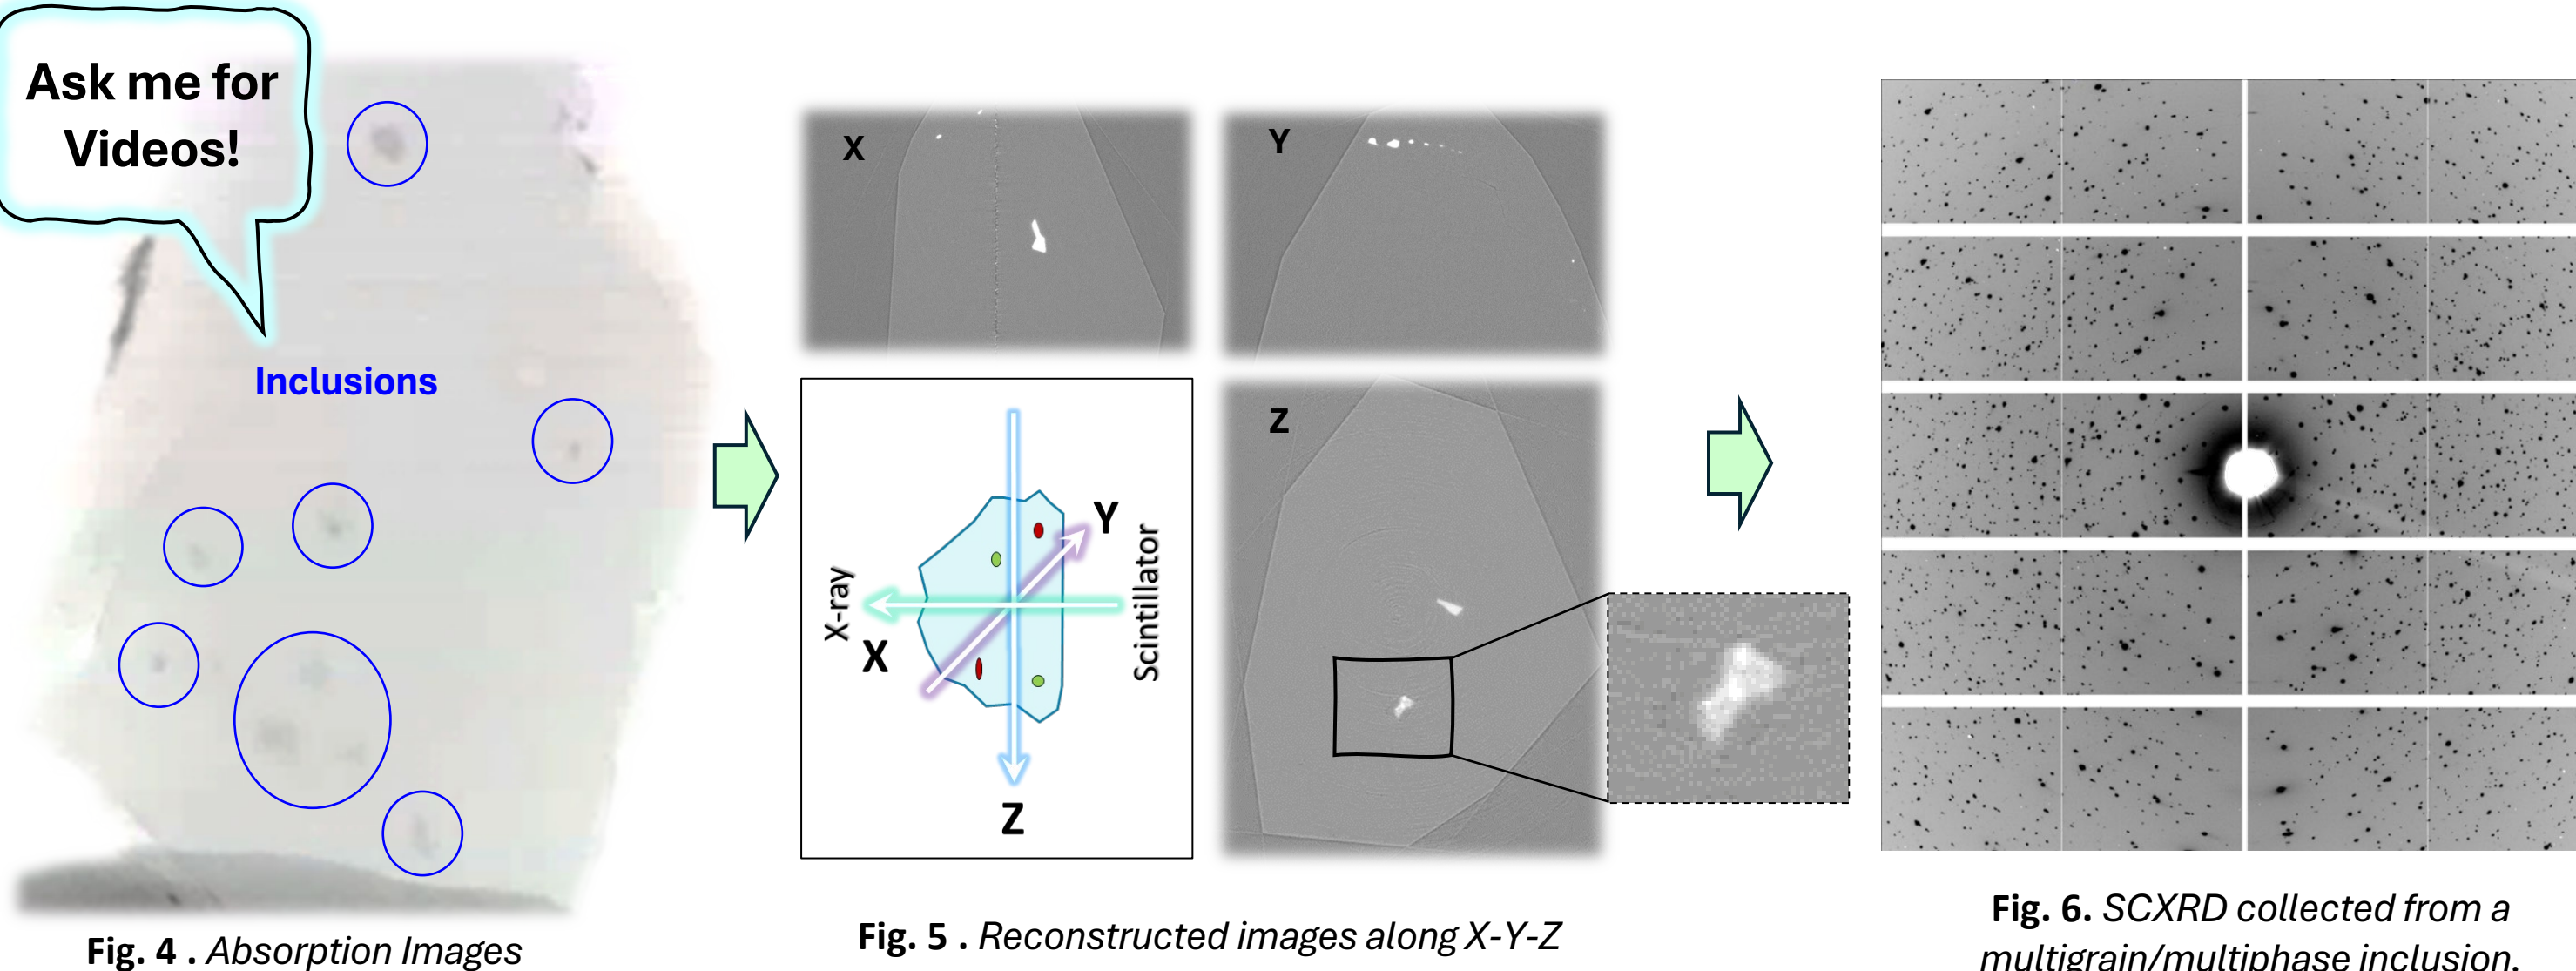 Ask me for
Videos!
Inclusions
Fig. 4 . Absorption Images
X
Y
Z
X-ray
X
Y
Z
Scintillator
Fig. 5 . Reconstructed images along X-Y-Z
Fig. 6. SCXRD collected from a
multigrain/multiphase inclusion.